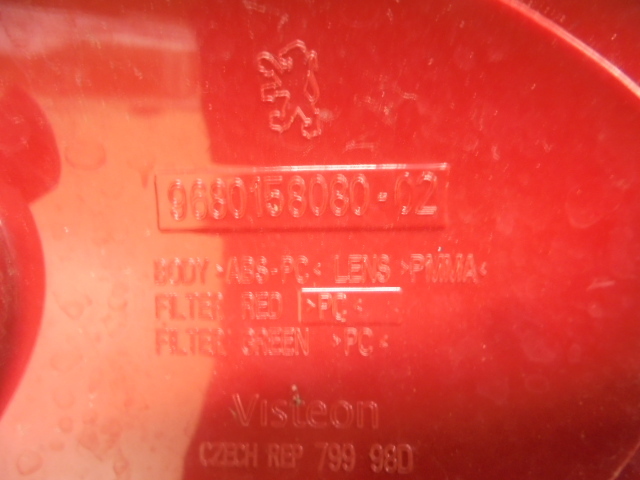 9680158080-02
BODY >ABS-PC< LENS >PMMA<
FILTER RED >PC<
FILTER GREEN >PC<
Visteon
CZECH REP 799 98D